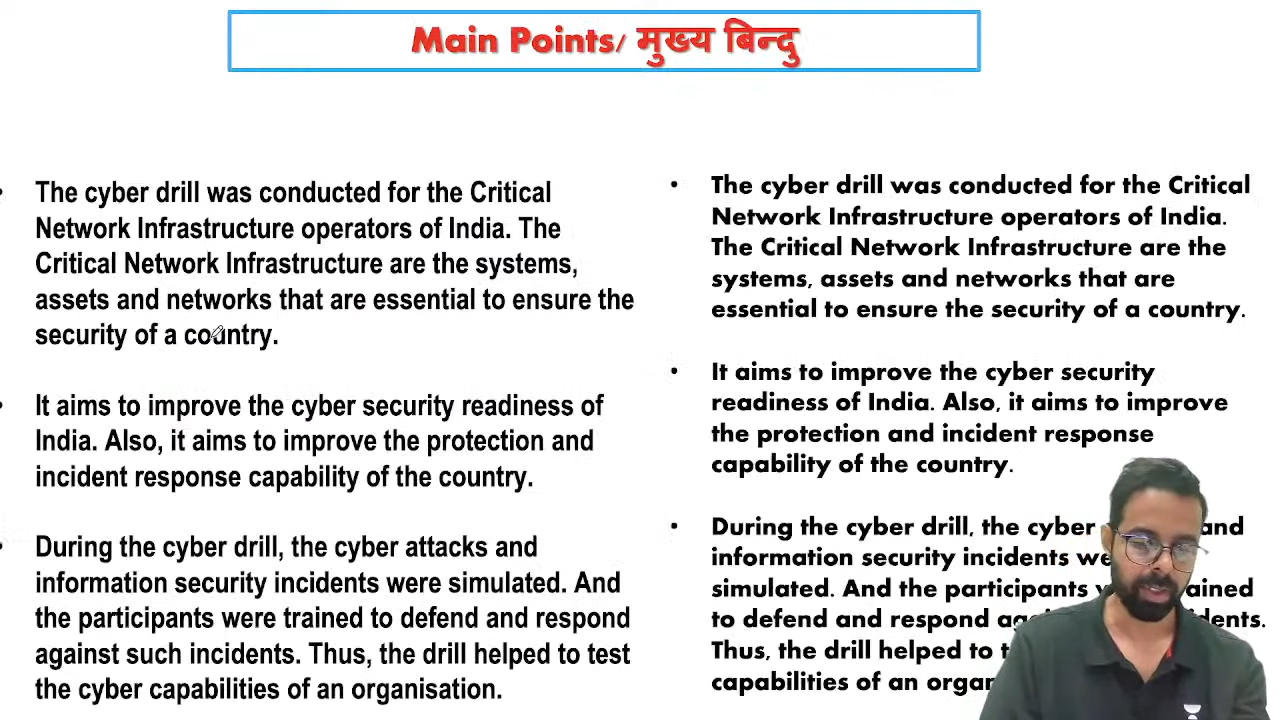 Main Points/ मुख्य बिन्दु
• The cyber drill was conducted for the Critical
Network Infrastructure operators of India. The
Critical Network Infrastructure are the systems,
assets and networks that are essential to ensure the
security of a country.
• It aims to improve the cyber security readiness of
India. Also, it aims to improve the protection and
incident response capability of the country.
• During the cyber drill, the cyber attacks and
information security incidents were simulated. And
the participants were trained to defend and respond
against such incidents. Thus, the drill helped to test
the cyber capabilities of an organisation.
• The cyber drill was conducted for the Critical
Network Infrastructure operators of India.
The Critical Network Infrastructure are the
systems, assets and networks that are
essential to ensure the security of a country.
• It aims to improve the cyber security
readiness of India. Also, it aims to improve
the protection and incident response
capability of the country.
• During the cyber drill, the cyber and
information security incidents
simulated. And the participants
to defend and respond
Thus, the drill helped
capabilities of an